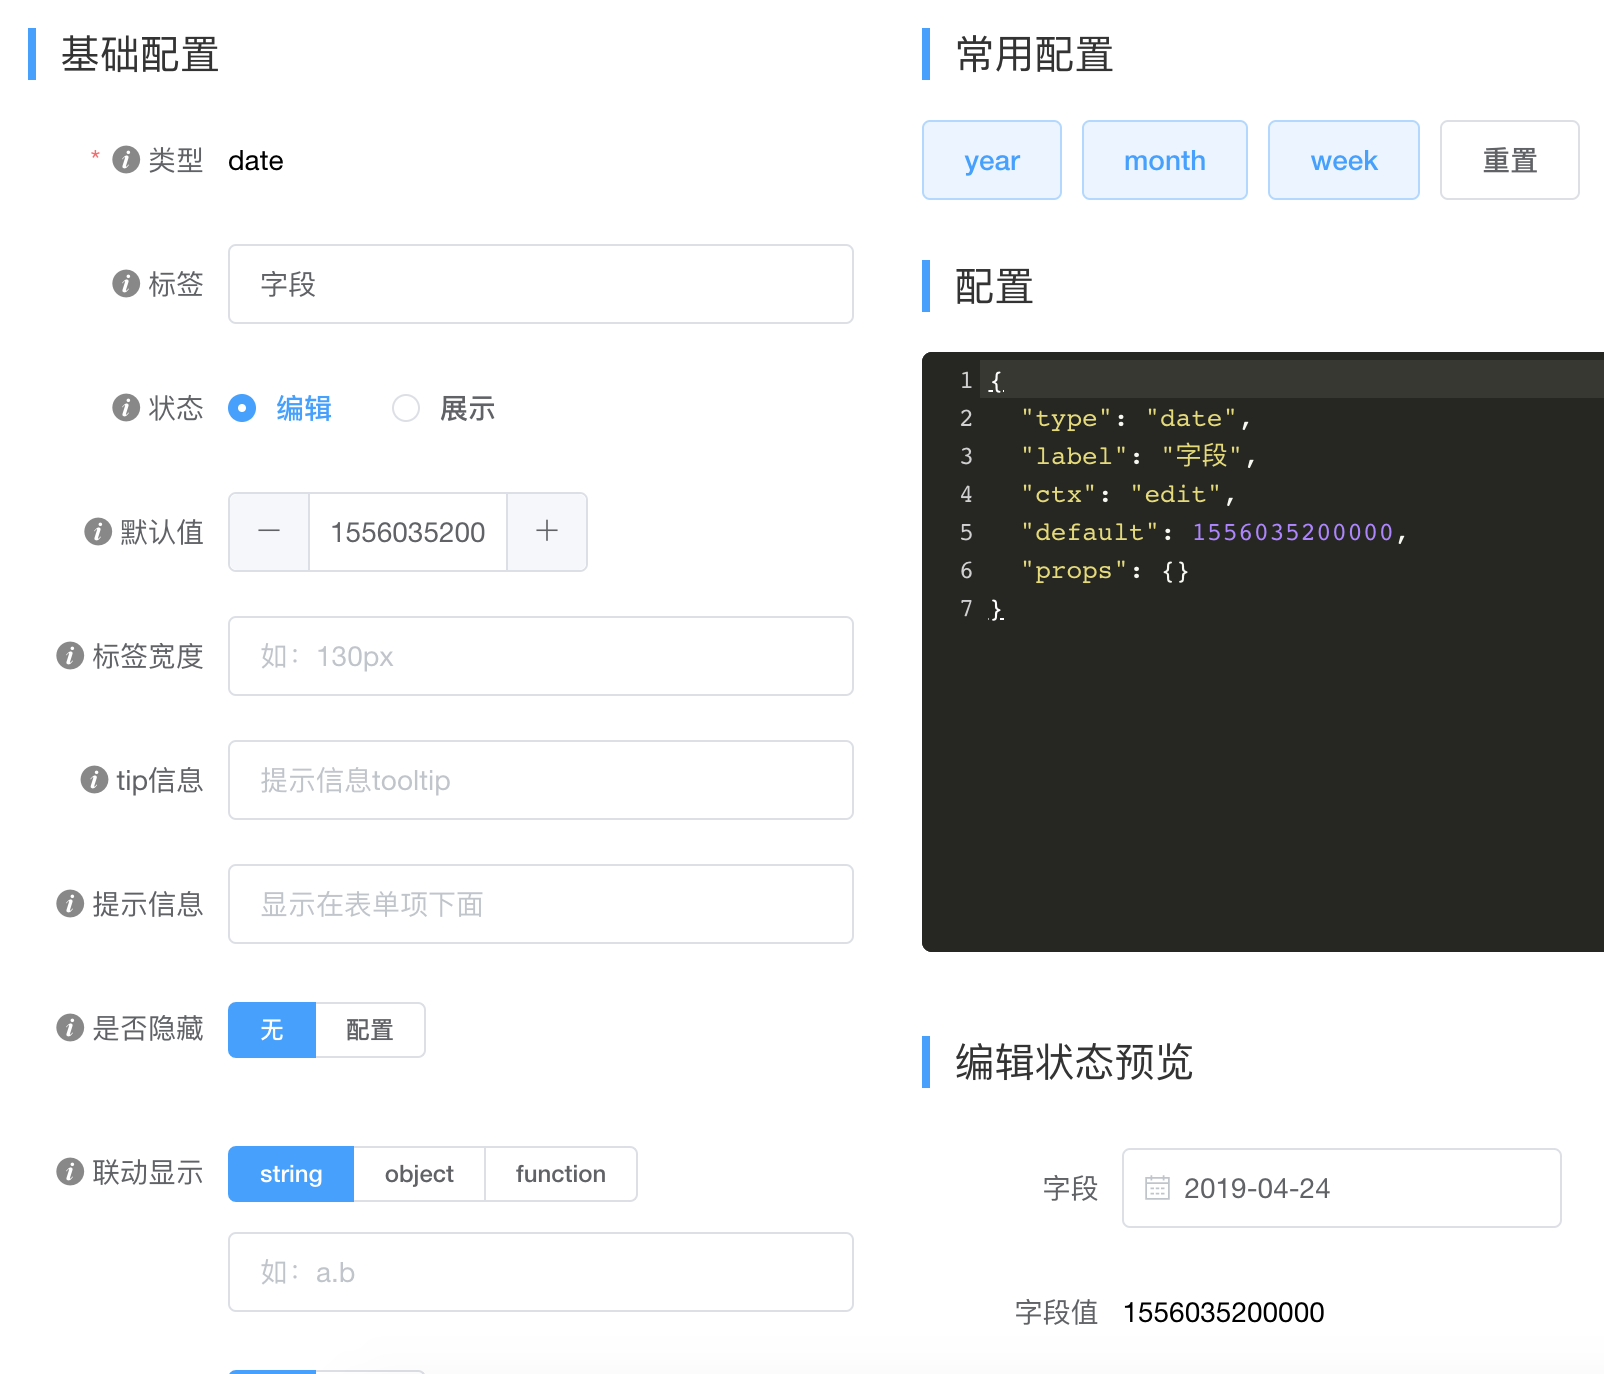 基础配置
* 类型 date
标签 字段
状态 编辑 展示
默认值 1556035200
标签宽度 如：130px
tip信息 提示信息tooltip
提示信息 显示在表单项下面
是否隐藏 无 配置
联动显示 string object function
如：a.b
常用配置
year month week 重置
配置
1 {
2 "type": "date",
3 "label": "字段",
4 "ctx": "edit",
5 "default": 1556035200000,
6 "props": {}
7 }
编辑状态预览
字段 2019-04-24
字段值 1556035200000